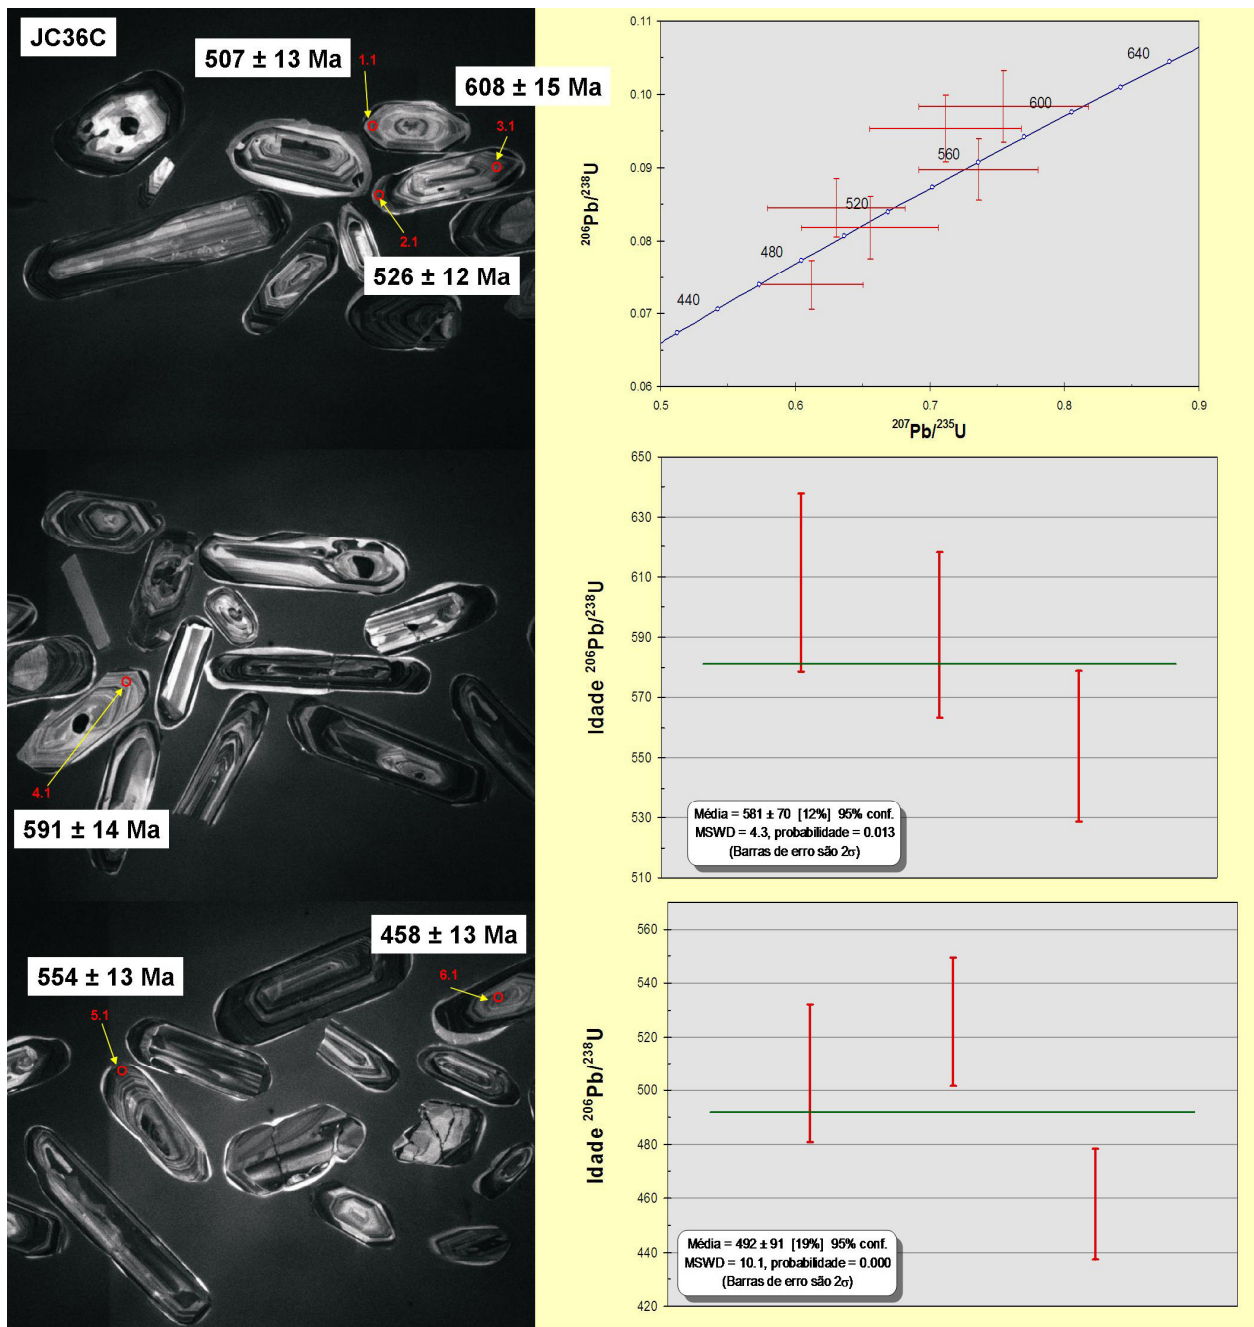 JC36C
507 ± 13 Ma
1.1
608 ± 15 Ma
3.1
2.1
526 ± 12 Ma
4.1
591 ± 14 Ma
458 ± 13 Ma
6.1
554 ± 13 Ma
5.1
0.11
0.10
0.09
0.08
0.07
0.06
206Pb/238U
640
600
560
520
480
440
0.5 0.6 0.7 0.8 0.9
207Pb/235U
650
630
610
590
570
550
530
510
Idade 206Pb/238U
Média = 581 ± 70 [12%] 95% conf.
MSWD = 4.3, probabilidade = 0.013
(Barras de erro são 2σ)
560
540
520
500
480
460
440
420
Idade 206Pb/238U
Média = 492 ± 91 [19%] 95% conf.
MSWD = 10.1, probabilidade = 0.000
(Barras de erro são 2σ)